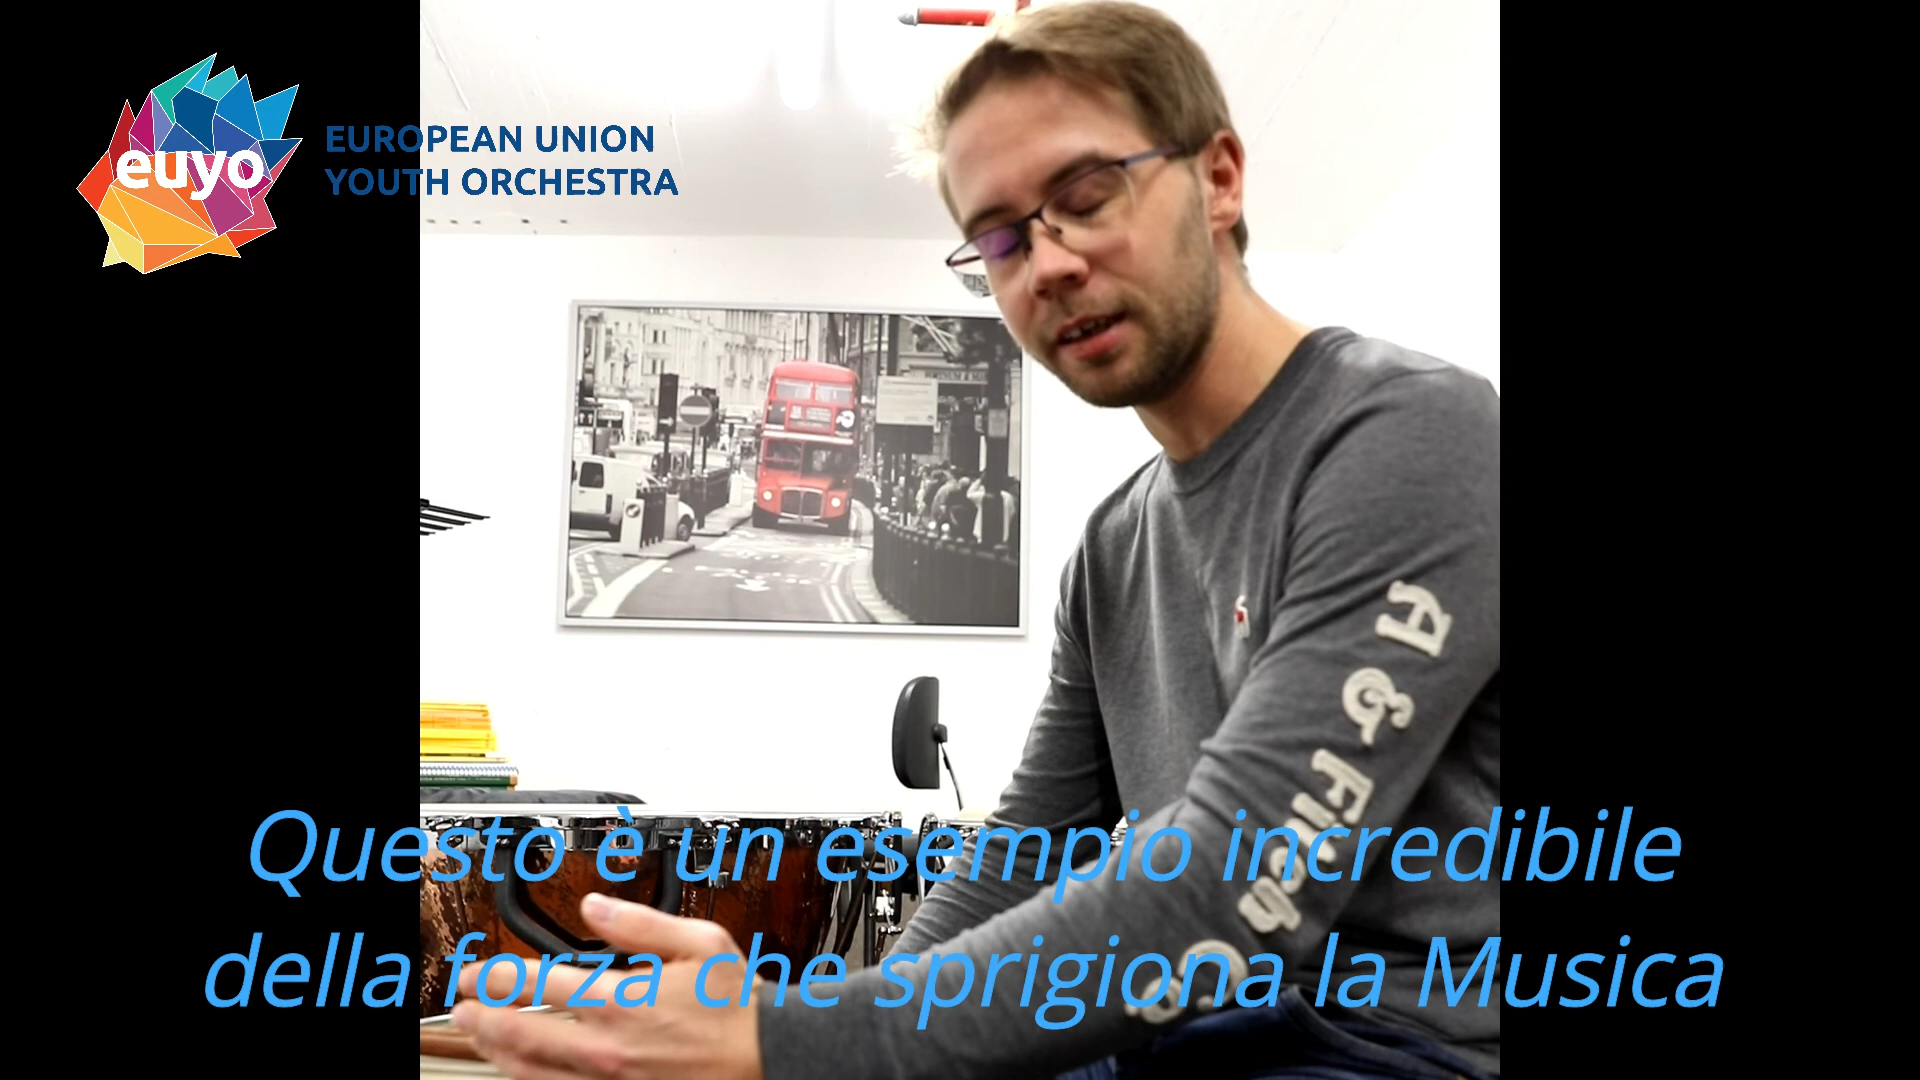 euyo
EUROPEAN UNION
YOUTH ORCHESTRA
A & Fitch
Questo è un esempio incredibile
della forza che sprigiona la Musica